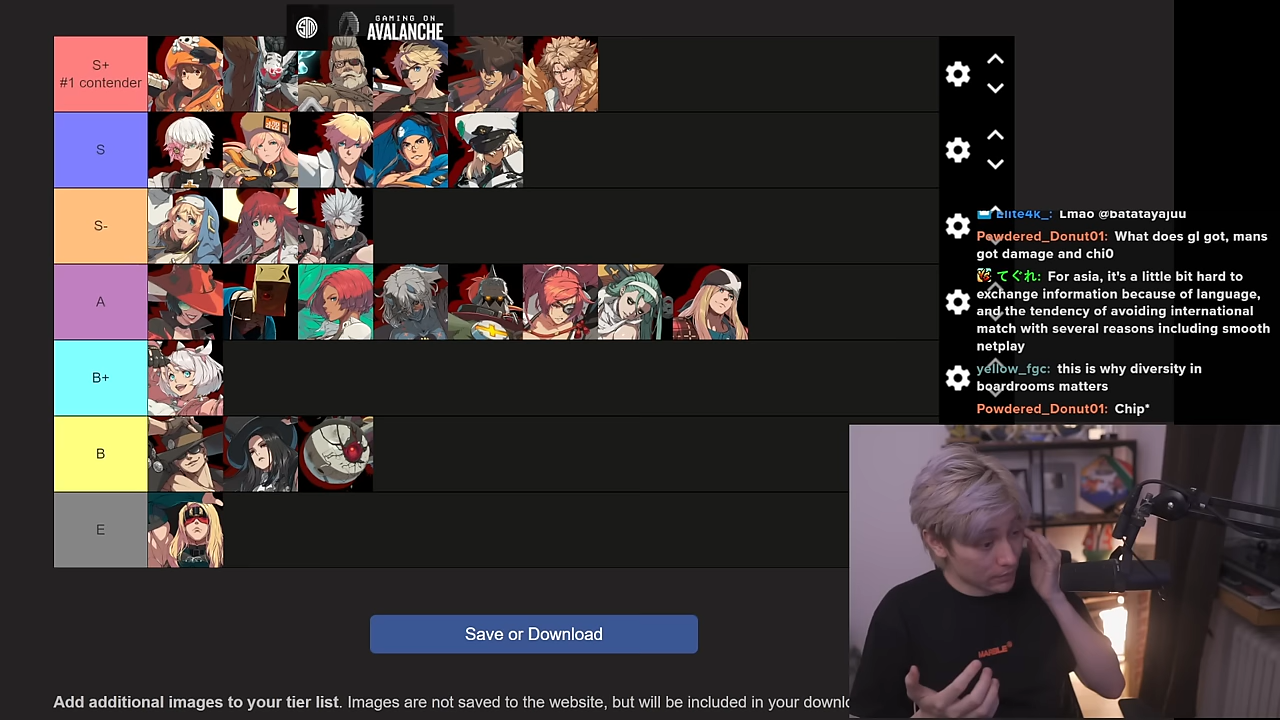 TSM
GAMING ON
AVALANCHE
S+
#1 contender
S
S-
A
B+
B
E
Elite4k_: Lmao @batatayajuu
Powdered_Donut01: What does gl got, mans
got damage and chi0
てぐれ: For asia, it's a little bit hard to
exchange information because of language,
and the tendency of avoiding international
match with several reasons including smooth
netplay
yellow_fgc: this is why diversity in
boardrooms matters
Powdered_Donut01: Chip*
MARBLE
Save or Download
Add additional images to your tier list. Images are not saved to the website, but will be included in your downlo